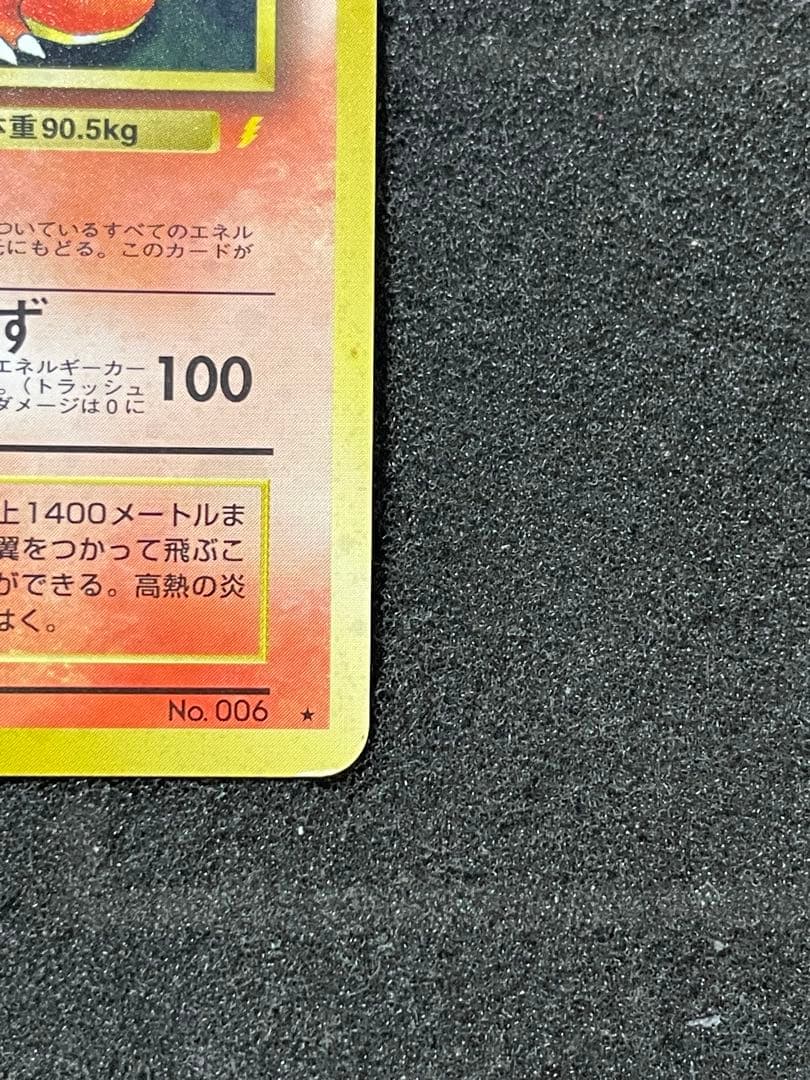 体重90.5kg
ついているすべてのエネル
元にもどる。このカードが
ず
エネルギーカー
。（トラッシュ
ダメージは0に
100
上1400メートルま
翼をつかって飛ぶこ
ができる。高熱の炎
はく。
No. 006 ★